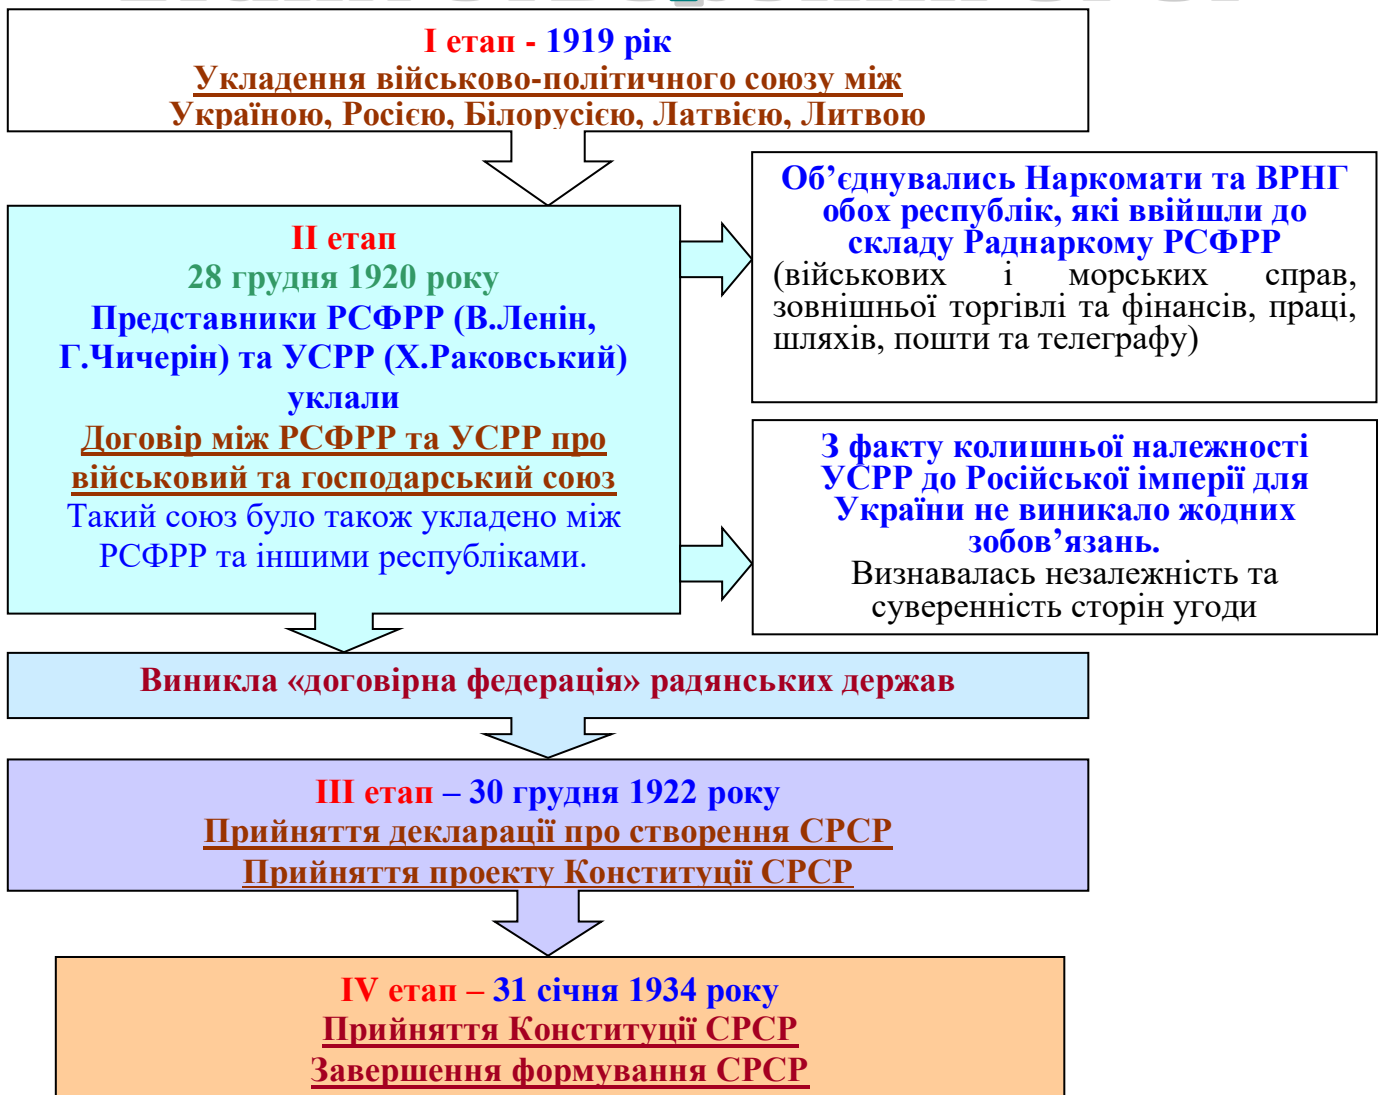 І етап - 1919 рік
Укладення військово-політичного союзу між
Україною, Росією, Білорусією, Латвією, Литвою
ІІ етап
28 грудня 1920 року
Представники РСФРР (В.Ленін,
Г.Чичерін) та УСРР (Х.Раковський)
уклали
Договір між РСФРР та УСРР про
військовий та господарський союз
Такий союз було також укладено між
РСФРР та іншими республіками.
Об’єднувались Наркомати та ВРНГ
обох республік, які ввійшли до
складу Раднаркому РСФРР
(військових і морських справ,
зовнішньої торгівлі та фінансів, праці,
шляхів, пошти та телеграфу)
З факту колишньої належності
УСРР до Російської імперії для
України не виникало жодних
зобов’язань.
Визнавалась незалежність та
суверенність сторін угоди
Виникла «договірна федерація» радянських держав
ІІІ етап – 30 грудня 1922 року
Прийняття декларації про створення СРСР
Прийняття проекту Конституції СРСР
IV етап – 31 січня 1934 року
Прийняття Конституції СРСР
Завершення формування СРСР